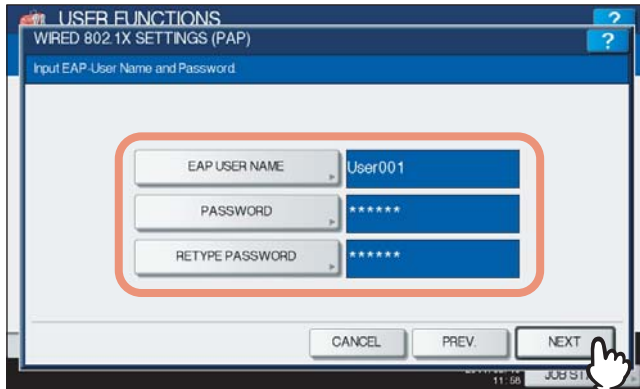 USER FUNCTIONS
?
WIRED 802.1X SETTINGS (PAP)
?
Input EAP-User Name and Password.
EAP USER NAME
User001
PASSWORD
******
RETYPE PASSWORD
******
CANCEL
PREV.
NEXT
11:58
JOB